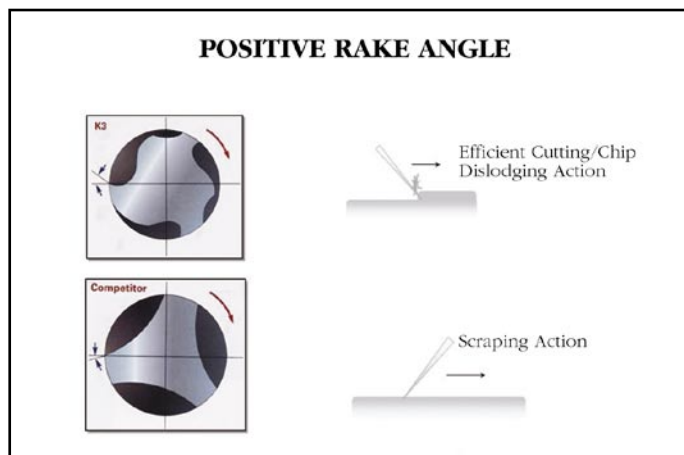 POSITIVE RAKE ANGLE
K3
Efficient Cutting/Chip
Dislodging Action
Competitor
Scraping Action